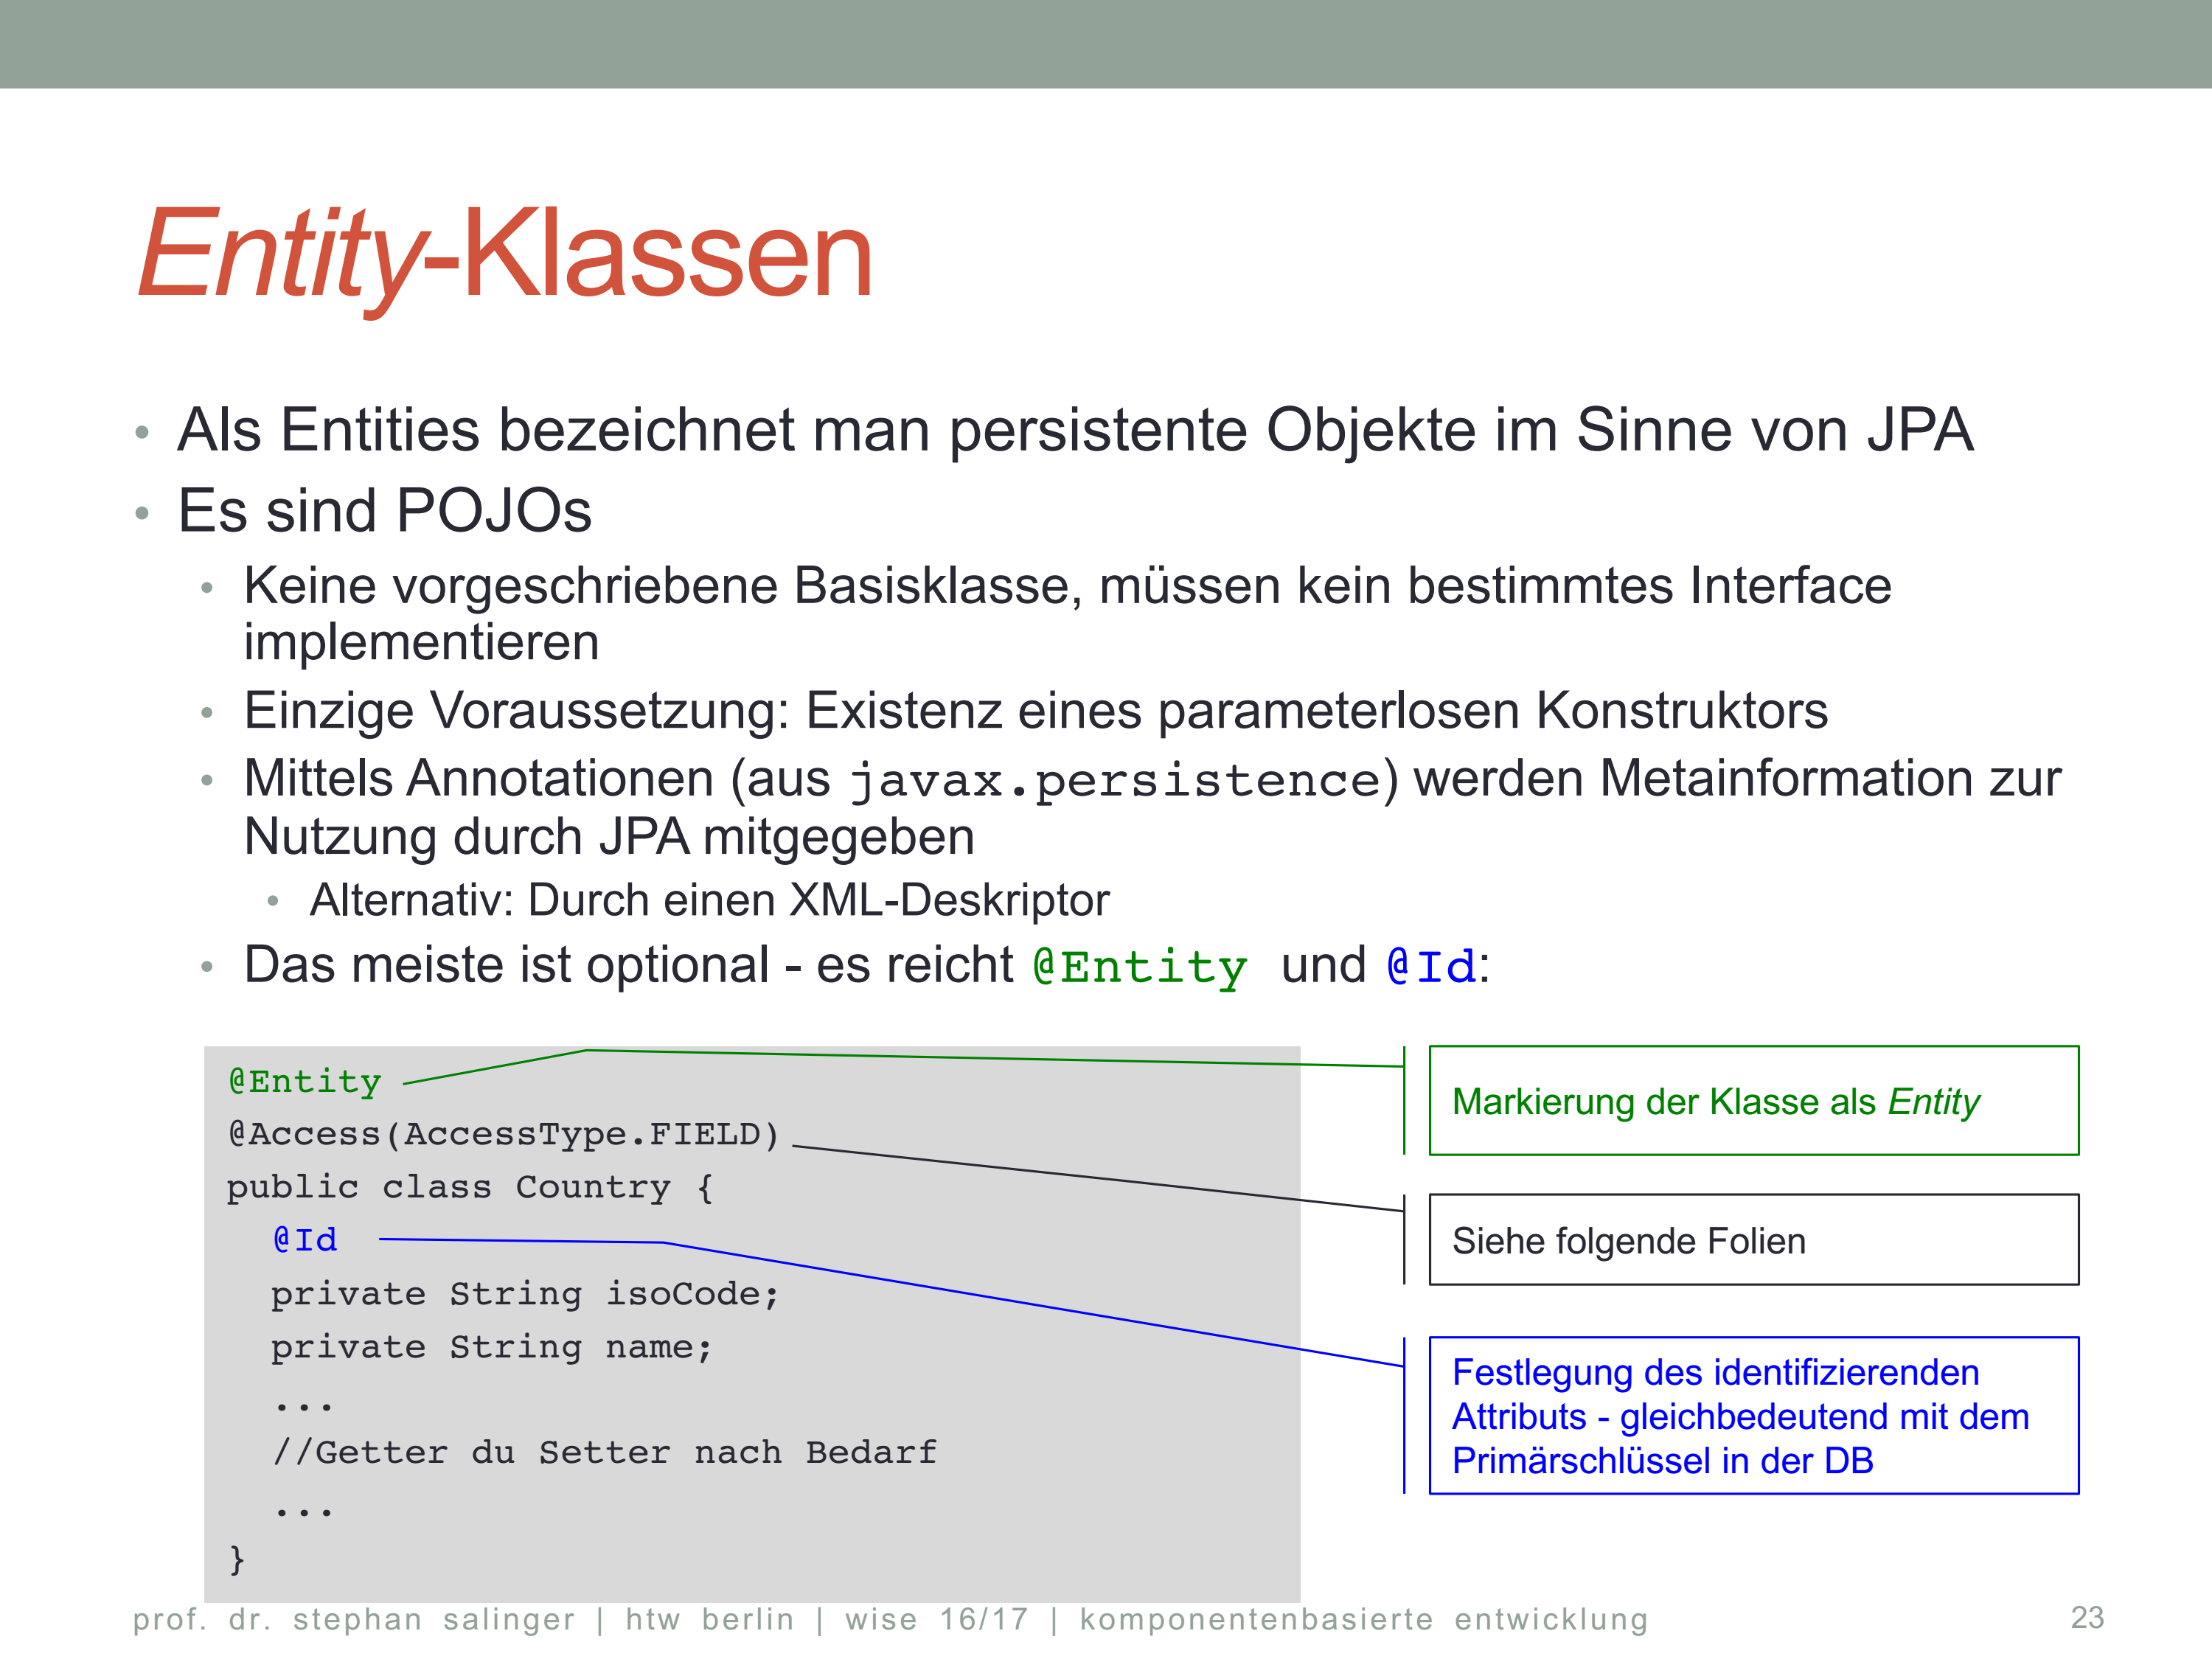 Entity-Klassen
• Als Entities bezeichnet man persistente Objekte im Sinne von JPA
• Es sind POJOs
• Keine vorgeschriebene Basisklasse, müssen kein bestimmtes Interface
implementieren
• Einzige Voraussetzung: Existenz eines parameterlosen Konstruktors
• Mittels Annotationen (aus javax.persistence) werden Metainformation zur
Nutzung durch JPA mitgegeben
• Alternativ: Durch einen XML-Deskriptor
• Das meiste ist optional - es reicht @Entity und @Id:
@Entity
@Access(AccessType.FIELD)
public class Country {
@Id
private String isoCode;
private String name;
...
//Getter du Setter nach Bedarf
...
}
Markierung der Klasse als Entity
Siehe folgende Folien
Festlegung des identifizierenden
Attributs - gleichbedeutend mit dem
Primärschlüssel in der DB
prof. dr. stephan salinger | htw berlin | wise 16/17 | komponentenbasierte entwicklung
23